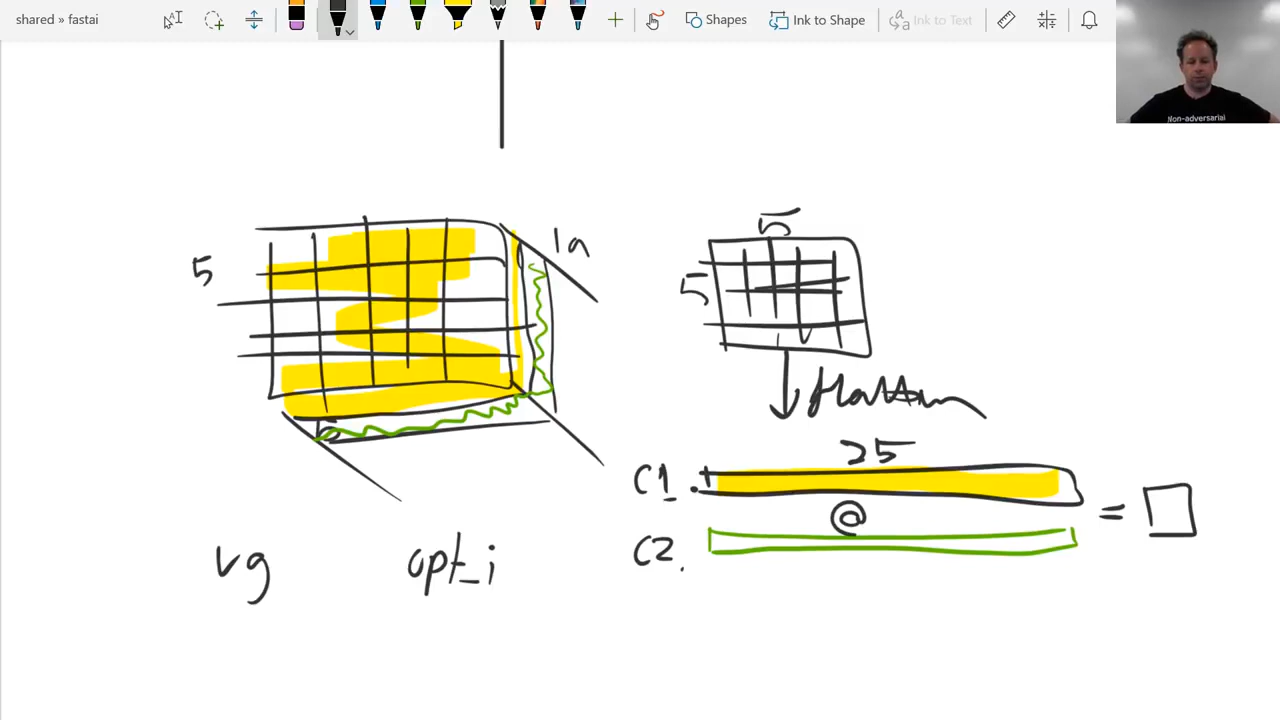 shared » fastai
Shapes
Ink to Shape
Ink to Text
Non-adversarial
5
5
5
flatten
25
C1.
@
=
C2.
vg
opt_i